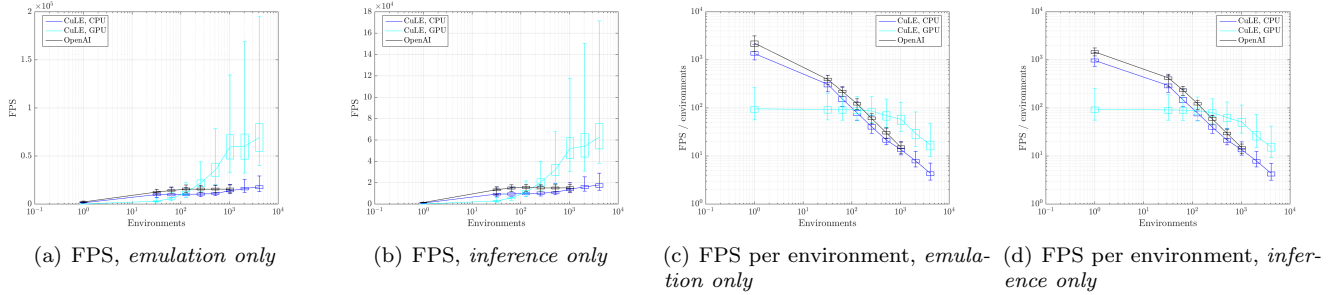 2 ×10^5
CuLE, CPU
CuLE, GPU
OpenAI
1.5
1
0.5
0
FPS
10^-1 10^0 10^1 10^2 10^3 10^4
Environments
(a) FPS, emulation only
18 ×10^4
CuLE, CPU
CuLE, GPU
OpenAI
16
14
12
10
8
6
4
2
0
FPS
10^-1 10^0 10^1 10^2 10^3 10^4
Environments
(b) FPS, inference only
10^4
CuLE, CPU
CuLE, GPU
OpenAI
10^3
10^2
10^1
10^0
FPS / environments
10^-1 10^0 10^1 10^2 10^3 10^4
Environments
(c) FPS per environment, emula-
tion only
10^4
CuLE, CPU
CuLE, GPU
OpenAI
10^3
10^2
10^1
10^0
FPS / environments
10^-1 10^0 10^1 10^2 10^3 10^4
Environments
(d) FPS per environment, infer-
ence only